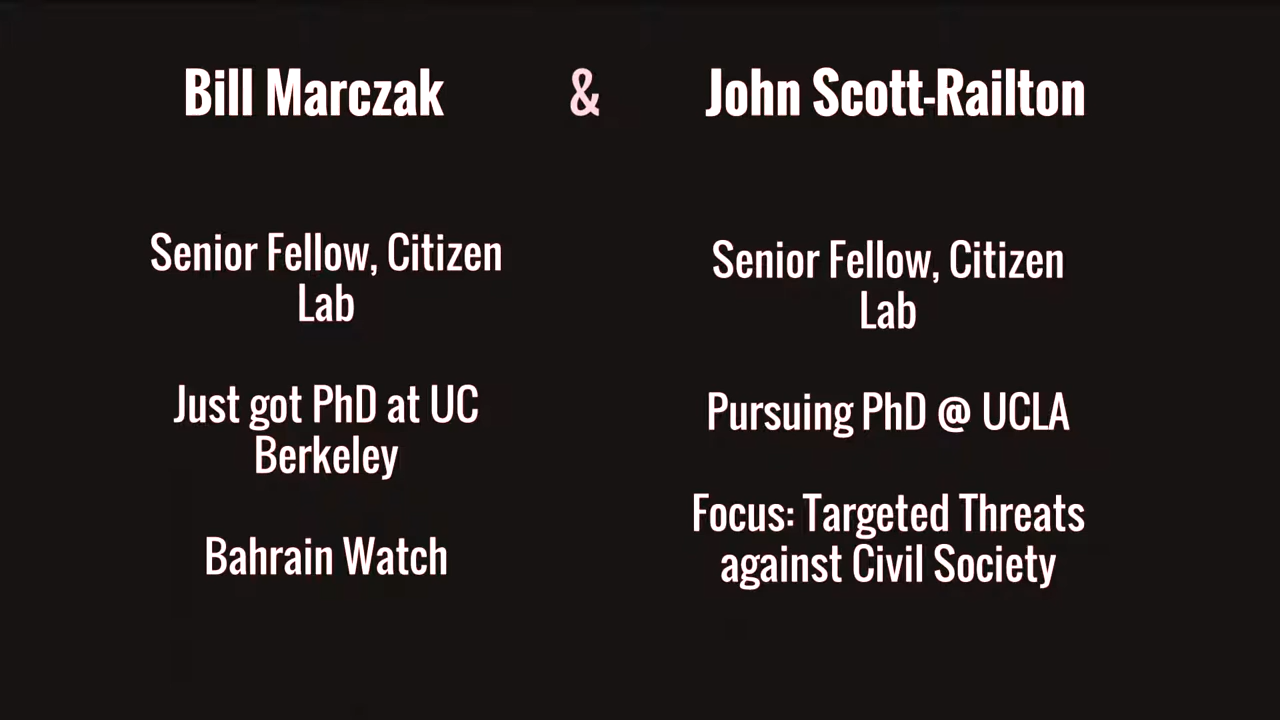 Bill Marczak & John Scott-Railton
Senior Fellow, Citizen
Lab
Just got PhD at UC
Berkeley
Bahrain Watch
Senior Fellow, Citizen
Lab
Pursuing PhD @ UCLA
Focus: Targeted Threats
against Civil Society